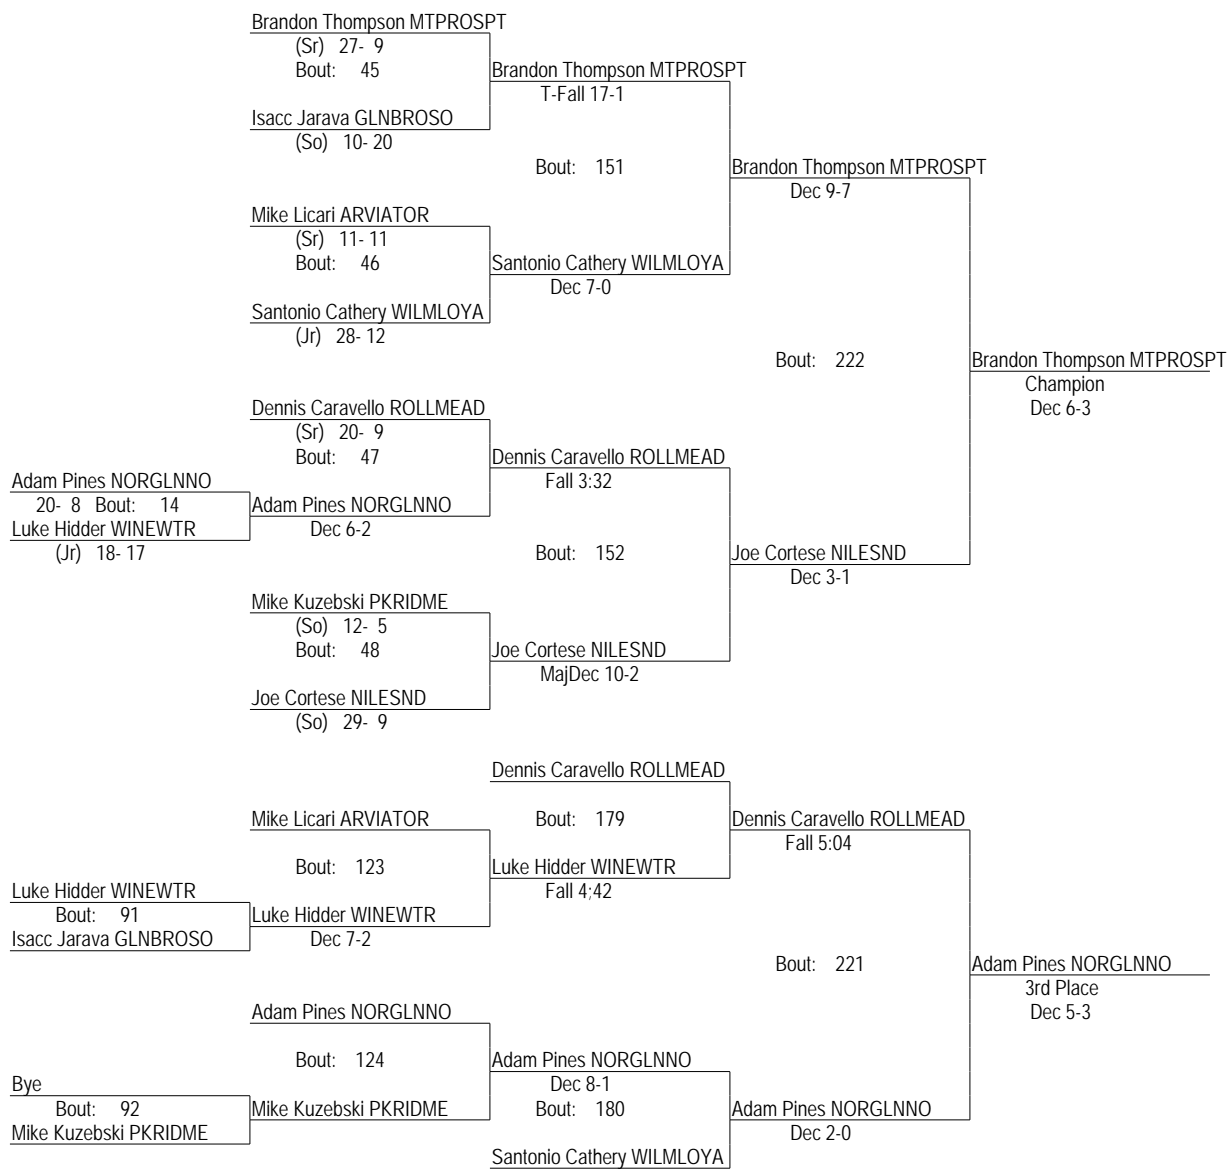 Brandon Thompson MTPROSPT
(Sr) 27- 9
Bout: 45
Brandon Thompson MTPROSPT
T-Fall 17-1
Isacc Jarava GLNBROSO
(So) 10- 20
Bout: 151
Brandon Thompson MTPROSPT
Dec 9-7
Mike Licari ARVIATOR
(Sr) 11- 11
Bout: 46
Santonio Cathery WILMLOYA
Dec 7-0
Santonio Cathery WILMLOYA
(Jr) 28- 12
Bout: 222
Brandon Thompson MTPROSPT
Champion
Dec 6-3
Dennis Caravello ROLLMEAD
(Sr) 20- 9
Bout: 47
Dennis Caravello ROLLMEAD
Fall 3:32
Adam Pines NORGLNNO
20- 8 Bout: 14
Adam Pines NORGLNNO
Dec 6-2
Luke Hidder WINEWTR
(Jr) 18- 17
Bout: 152
Joe Cortese NILESND
Dec 3-1
Mike Kuzebski PKRIDME
(So) 12- 5
Bout: 48
Joe Cortese NILESND
MajDec 10-2
Joe Cortese NILESND
(So) 29- 9
Dennis Caravello ROLLMEAD
Mike Licari ARVIATOR
Bout: 179
Dennis Caravello ROLLMEAD
Fall 5:04
Bout: 123
Luke Hidder WINEWTR
Fall 4;42
Luke Hidder WINEWTR
Bout: 91
Luke Hidder WINEWTR
Dec 7-2
Isacc Jarava GLNBROSO
Bout: 221
Adam Pines NORGLNNO
3rd Place
Dec 5-3
Adam Pines NORGLNNO
Bout: 124
Adam Pines NORGLNNO
Dec 8-1
Bye
Bout: 92
Mike Kuzebski PKRIDME
Bout: 180
Adam Pines NORGLNNO
Dec 2-0
Mike Kuzebski PKRIDME
Santonio Cathery WILMLOYA